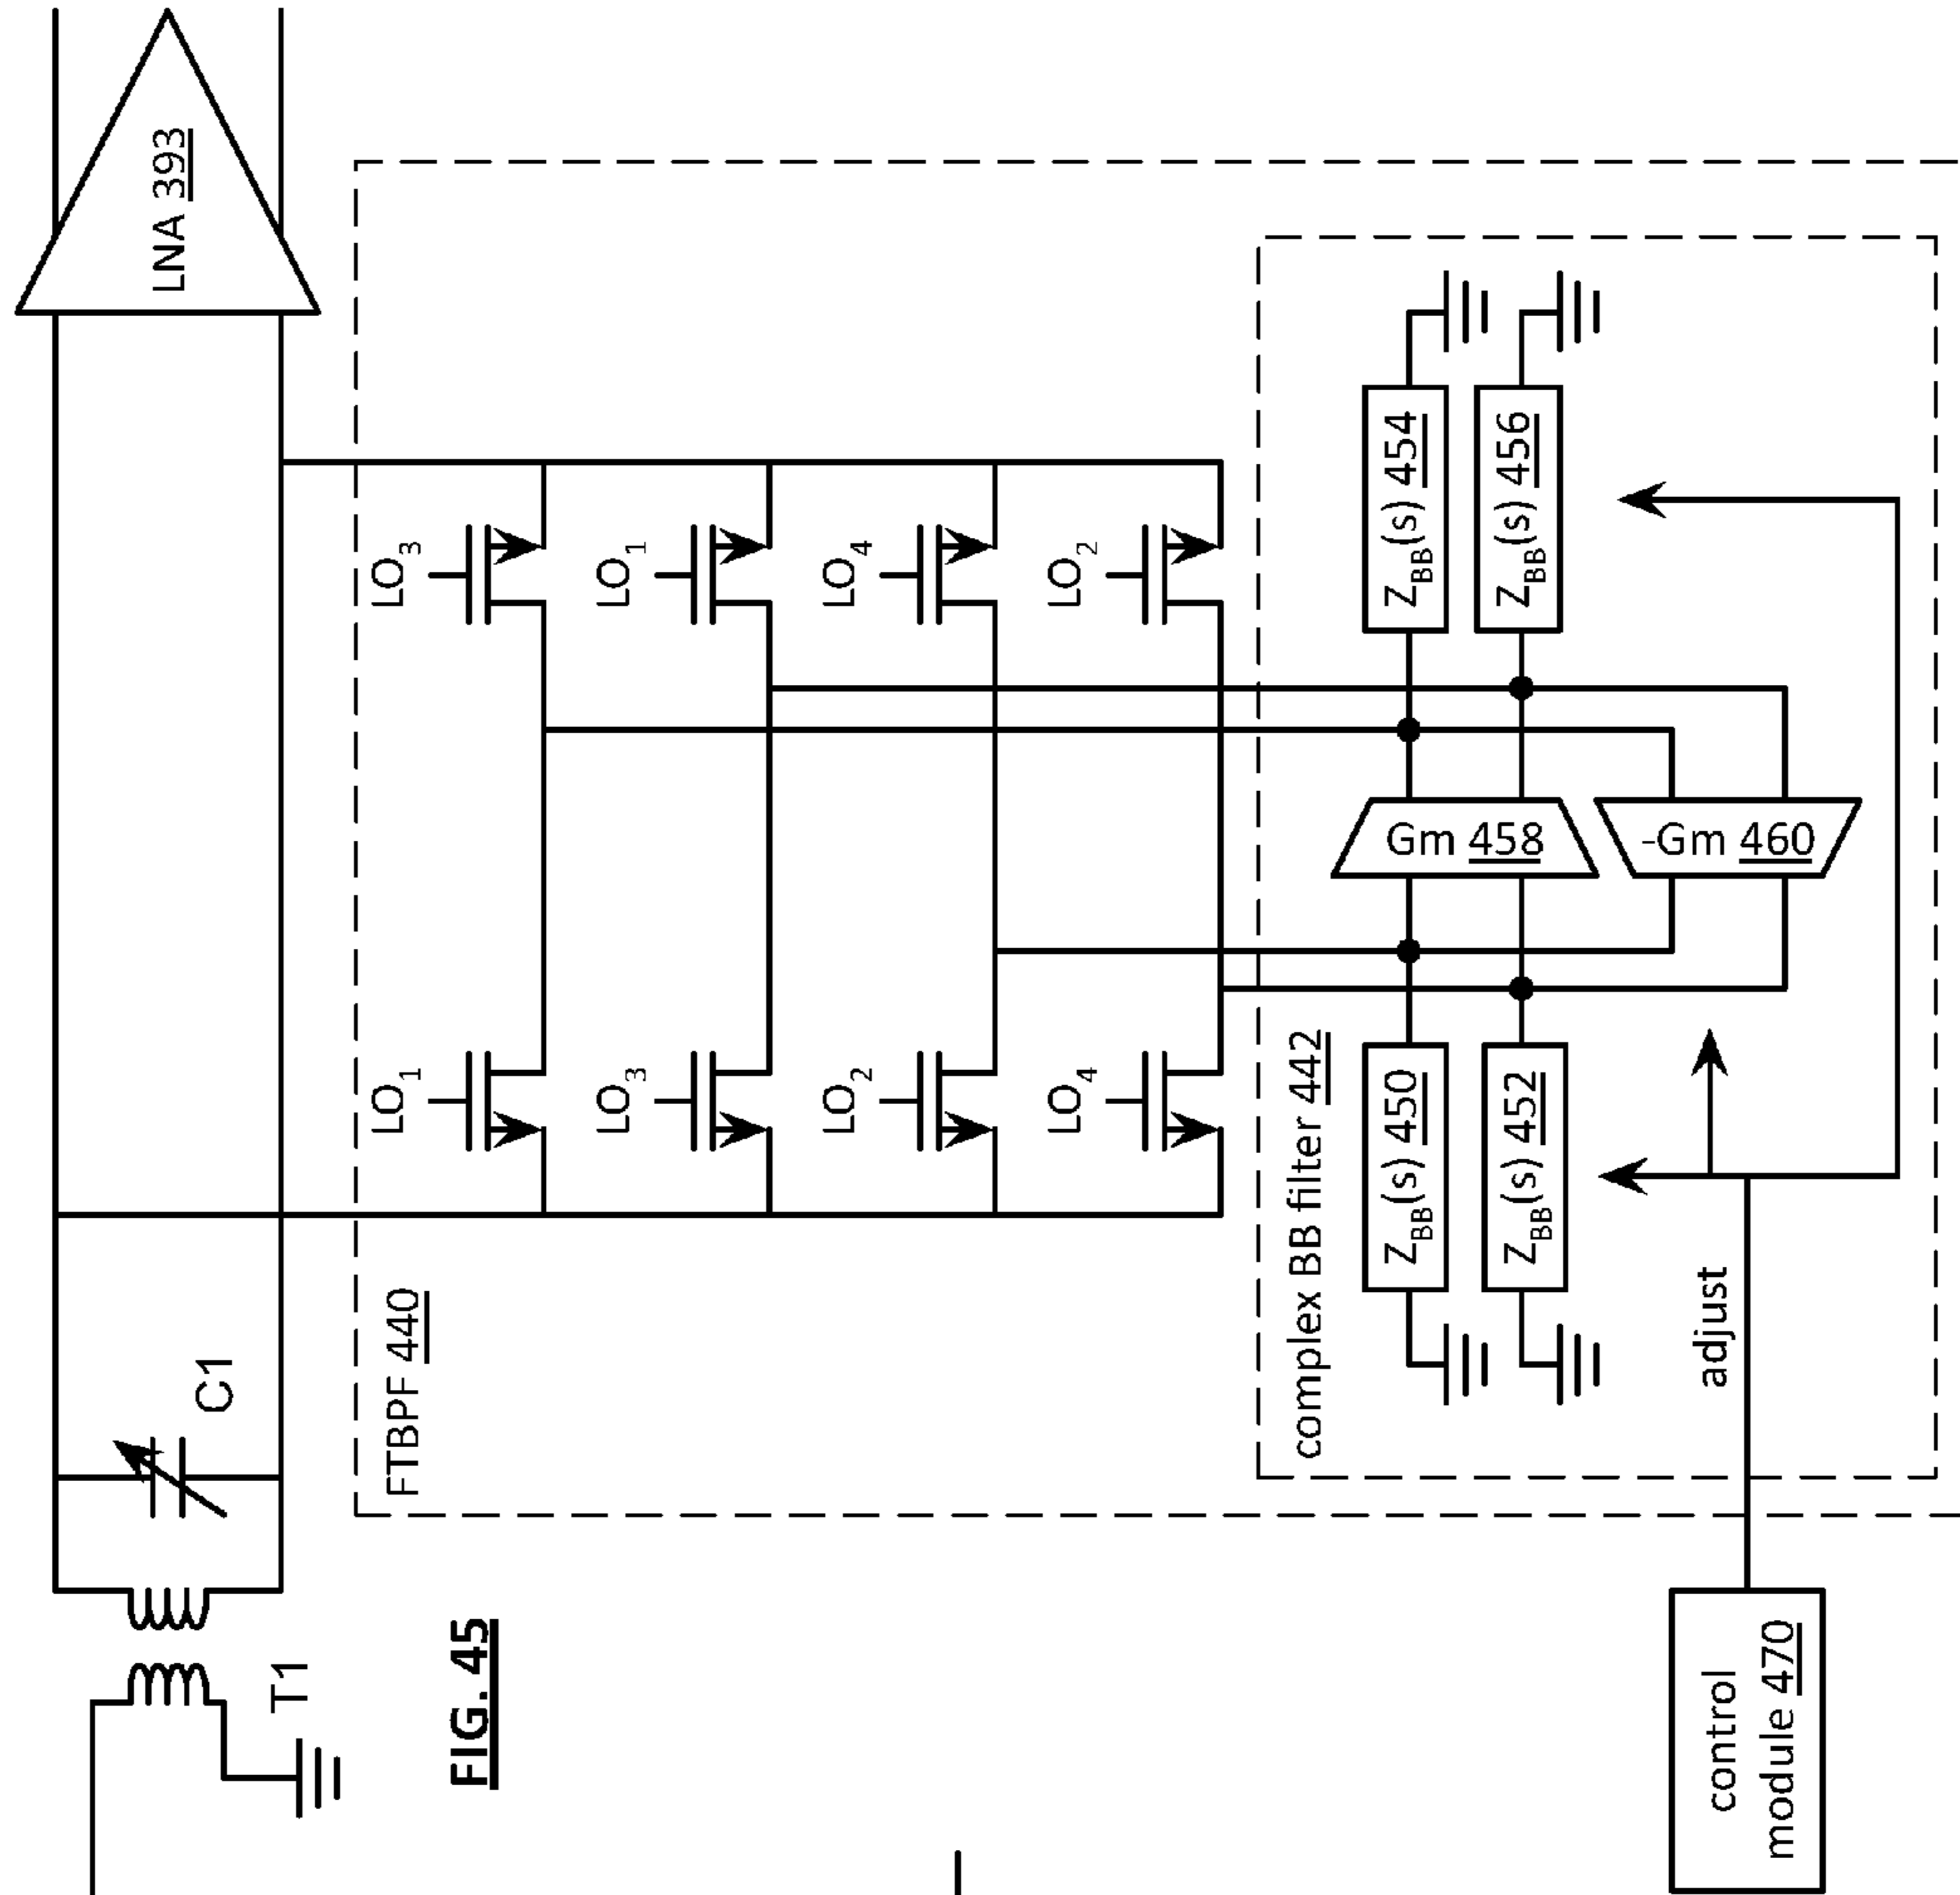 LNA 393
C1
T1
FTBPF 440
LO1
LO3
LO3
LO1
LO2
LO4
LO4
LO2
complex BB filter 442
ZBB(s) 450
Gm 458
ZBB(s) 454
ZBB(s) 452
-Gm 460
ZBB(s) 456
adjust
control
module 470
FIG. 45